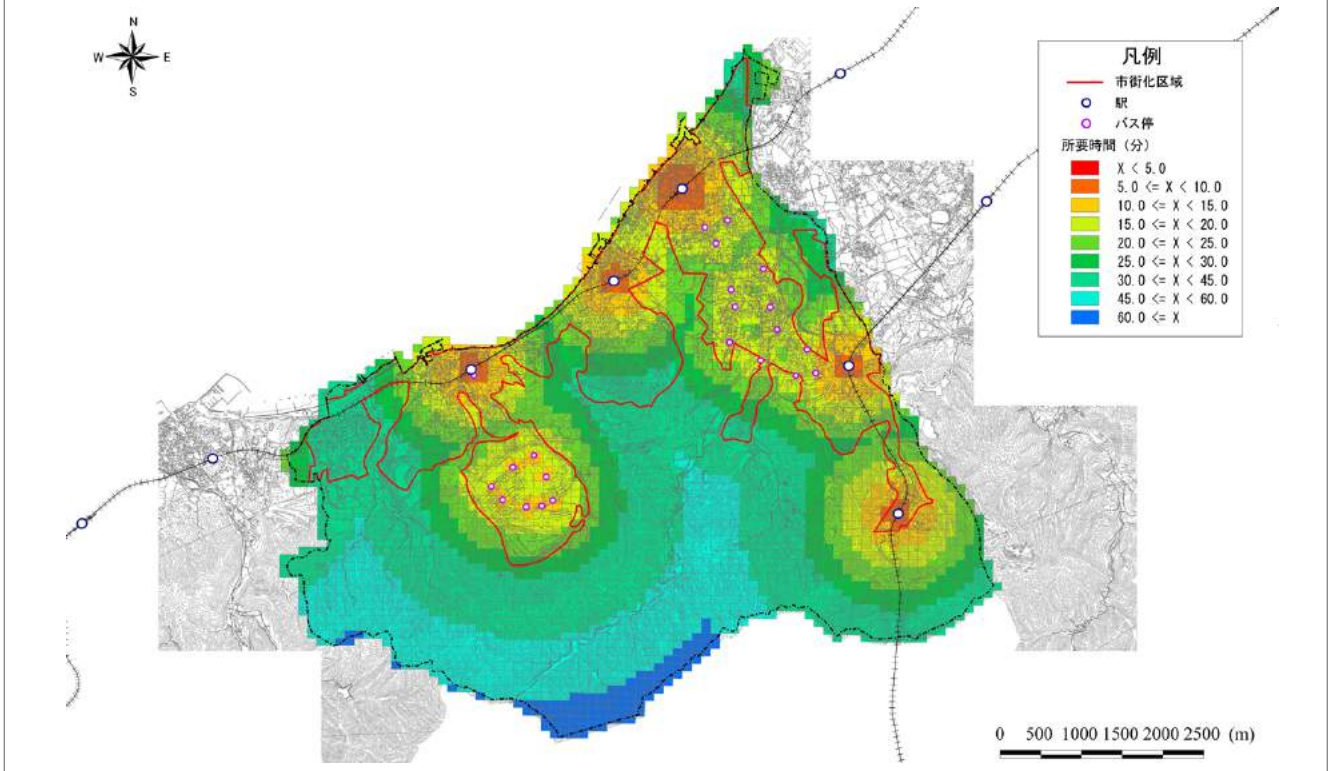 N
W E
S
凡例
市街化区域
駅
バス停
所要時間（分）
X < 5.0
5.0 <= X < 10.0
10.0 <= X < 15.0
15.0 <= X < 20.0
20.0 <= X < 25.0
25.0 <= X < 30.0
30.0 <= X < 45.0
45.0 <= X < 60.0
60.0 <= X
0 500 1000 1500 2000 2500 (m)